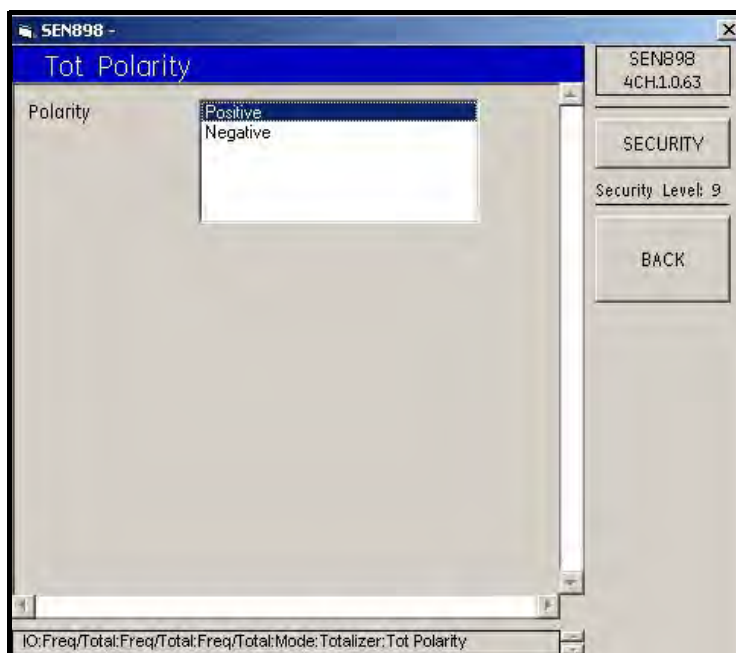 SEN898 -
Tot Polarity
Polarity
Positive
Negative
SEN898
4CH.1.0.63
SECURITY
Security Level: 9
BACK
IO:Freq/Total:Freq/Total:Freq/Total:Mode:Totalizer:Tot Polarity